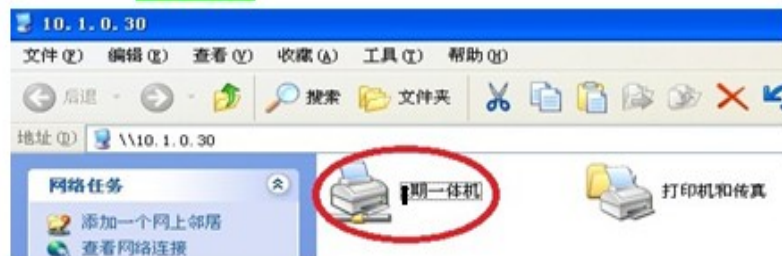 10.1.0.30
文件(F) 编辑(E) 查看(V) 收藏(A) 工具(T) 帮助(H)
后退 搜索 文件夹
地址(D) \\10.1.0.30
网络任务
期一体机
打印机和传真
添加一个网上邻居
查看网络连接